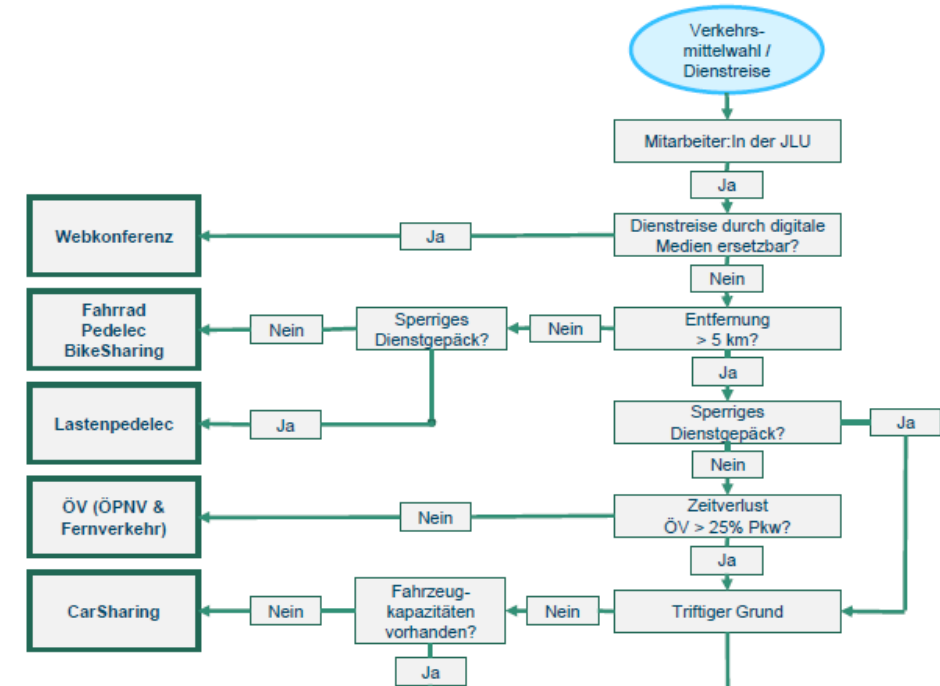 Verkehrs-
mittelwahl /
Dienstreise
Mitarbeiter:In der JLU
Ja
Webkonferenz
Ja
Dienstreise durch digitale
Medien ersetzbar?
Nein
Fahrrad
Pedelec
BikeSharing
Nein
Sperriges
Dienstgepäck?
Nein
Entfernung
> 5 km?
Ja
Lastenpedelec
Ja
Sperriges
Dienstgepäck?
Ja
Nein
ÖV (ÖPNV &
Fernverkehr)
Nein
Zeitverlust
ÖV > 25% Pkw?
Ja
CarSharing
Nein
Fahrzeug-
kapazitäten
vorhanden?
Nein
Triftiger Grund
Ja